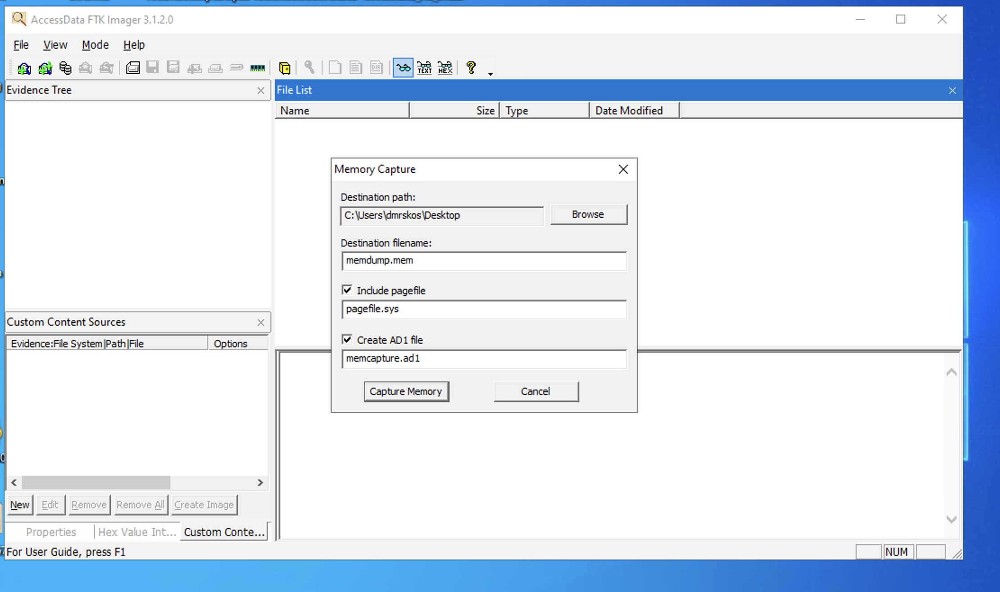 AccessData FTK Imager 3.1.2.0
File View Mode Help
DIR TEXT HEX ?
Evidence Tree
File List
Name Size Type Date Modified
Memory Capture
Destination path:
C:\Users\dmrskos\Desktop Browse
Destination filename:
memdump.mem
Include pagefile
pagefile.sys
Create AD1 file
memcapture.ad1
Capture Memory Cancel
Custom Content Sources
Evidence:File System|Path|File Options
New Edit Remove Remove All Create Image
Properties Hex Value Int... Custom Conte...
For User Guide, press F1 NUM